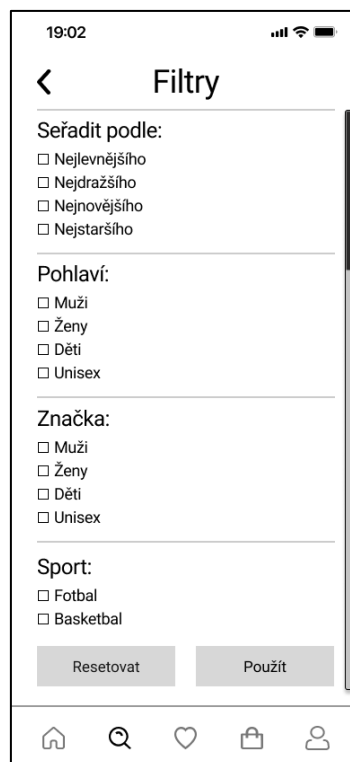 19:02
Filtry
Seřadit podle:
Nejlevnějšího
Nejdražšího
Nejnovějšího
Nejstaršího
Pohlaví:
Muži
Ženy
Děti
Unisex
Značka:
Muži
Ženy
Děti
Unisex
Sport:
Fotbal
Basketbal
Resetovat Použít